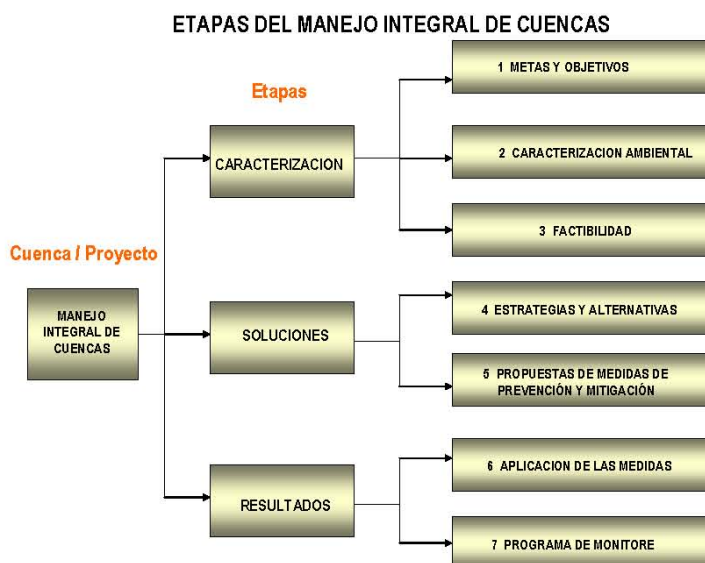 ETAPAS DEL MANEJO INTEGRAL DE CUENCAS
Etapas
Cuenca / Proyecto
MANEJO
INTEGRAL DE
CUENCAS
CARACTERIZACION
1 METAS Y OBJETIVOS
2 CARACTERIZACION AMBIENTAL
3 FACTIBILIDAD
SOLUCIONES
4 ESTRATEGIAS Y ALTERNATIVAS
5 PROPUESTAS DE MEDIDAS DE
PREVENCIÓN Y MITIGACIÓN
RESULTADOS
6 APLICACION DE LAS MEDIDAS
7 PROGRAMA DE MONITORE